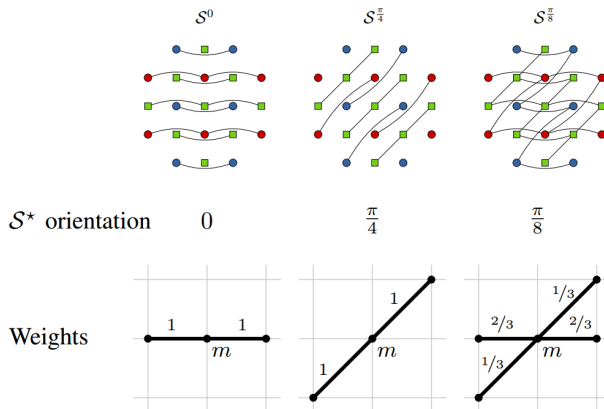 𝒮⁰ 𝒮^{π/4} 𝒮^{π/8}
𝒮⋆ orientation 0 π/4 π/8
1/3
1 1 1 2/3 2/3
Weights m 1 m 1/3 m